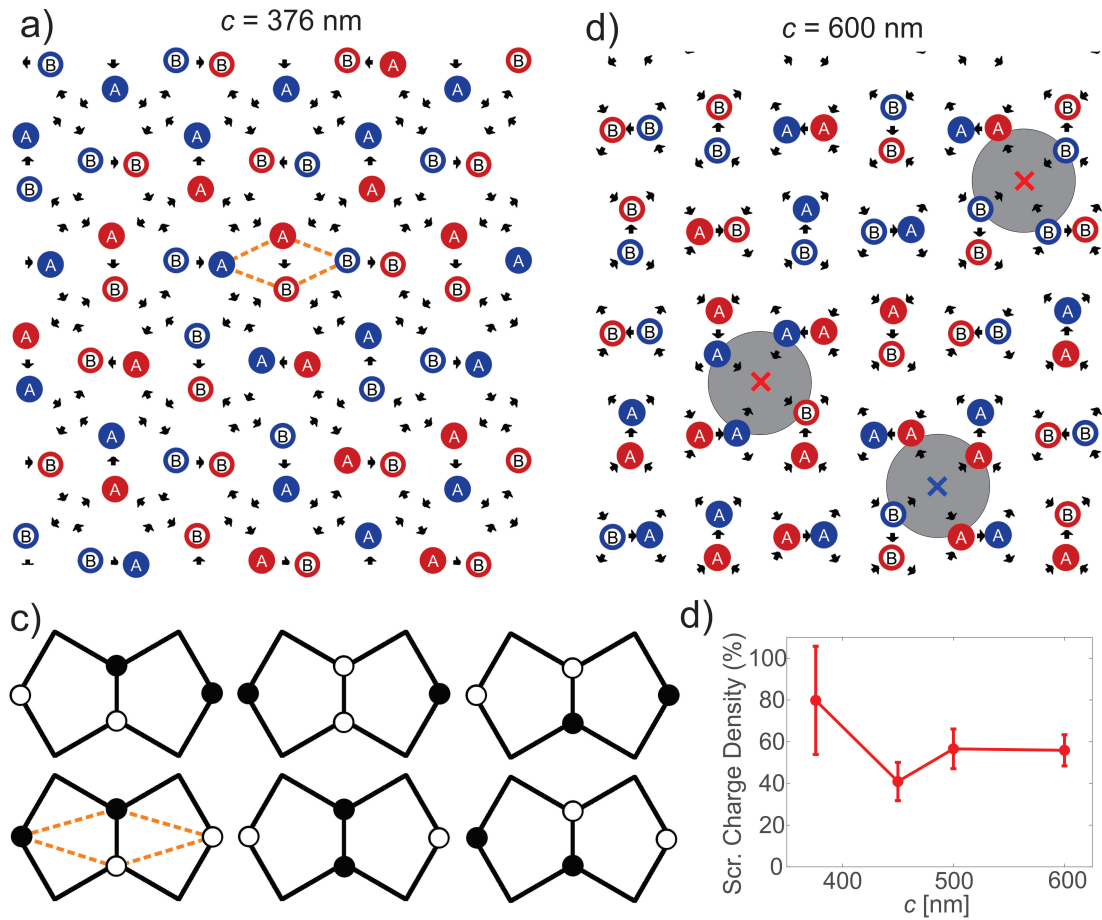 a)
c = 376 nm
B B B B A B
A A
A A A
B B B B B B
B A A
A A A
B A B B A
B B B
A B A
B A A A B A
A B B
A B A
B B B A B B
A A A
B B A
B A A B A B
d)
c = 600 nm
B B B
B B A A A A
B B B
B A B
A B B A B B
B A B
A A A
B B A A B B
A B A
A B A
A A A A B B
A A A
A B B
B A A A A A
A B A
c)
d)
Scr. Charge Density (%)
100
80
60
40
20
0
400 500 600
c [nm]